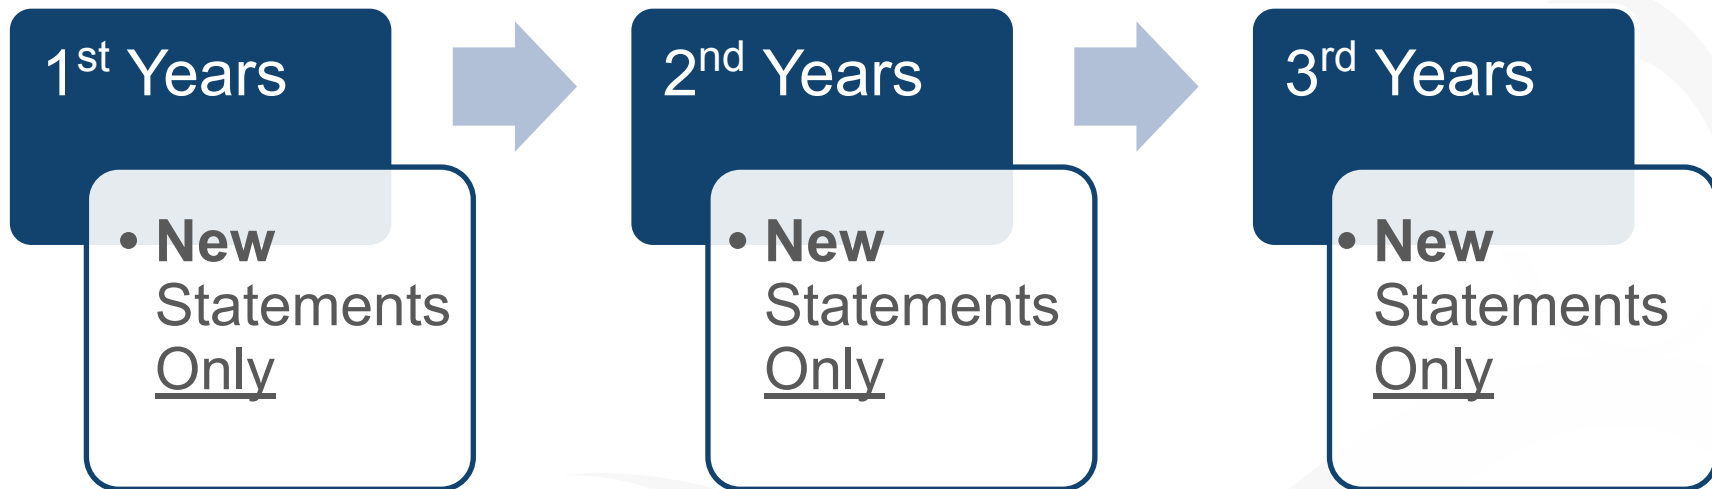 1st Years
• New
Statements
Only
2nd Years
• New
Statements
Only
3rd Years
• New
Statements
Only